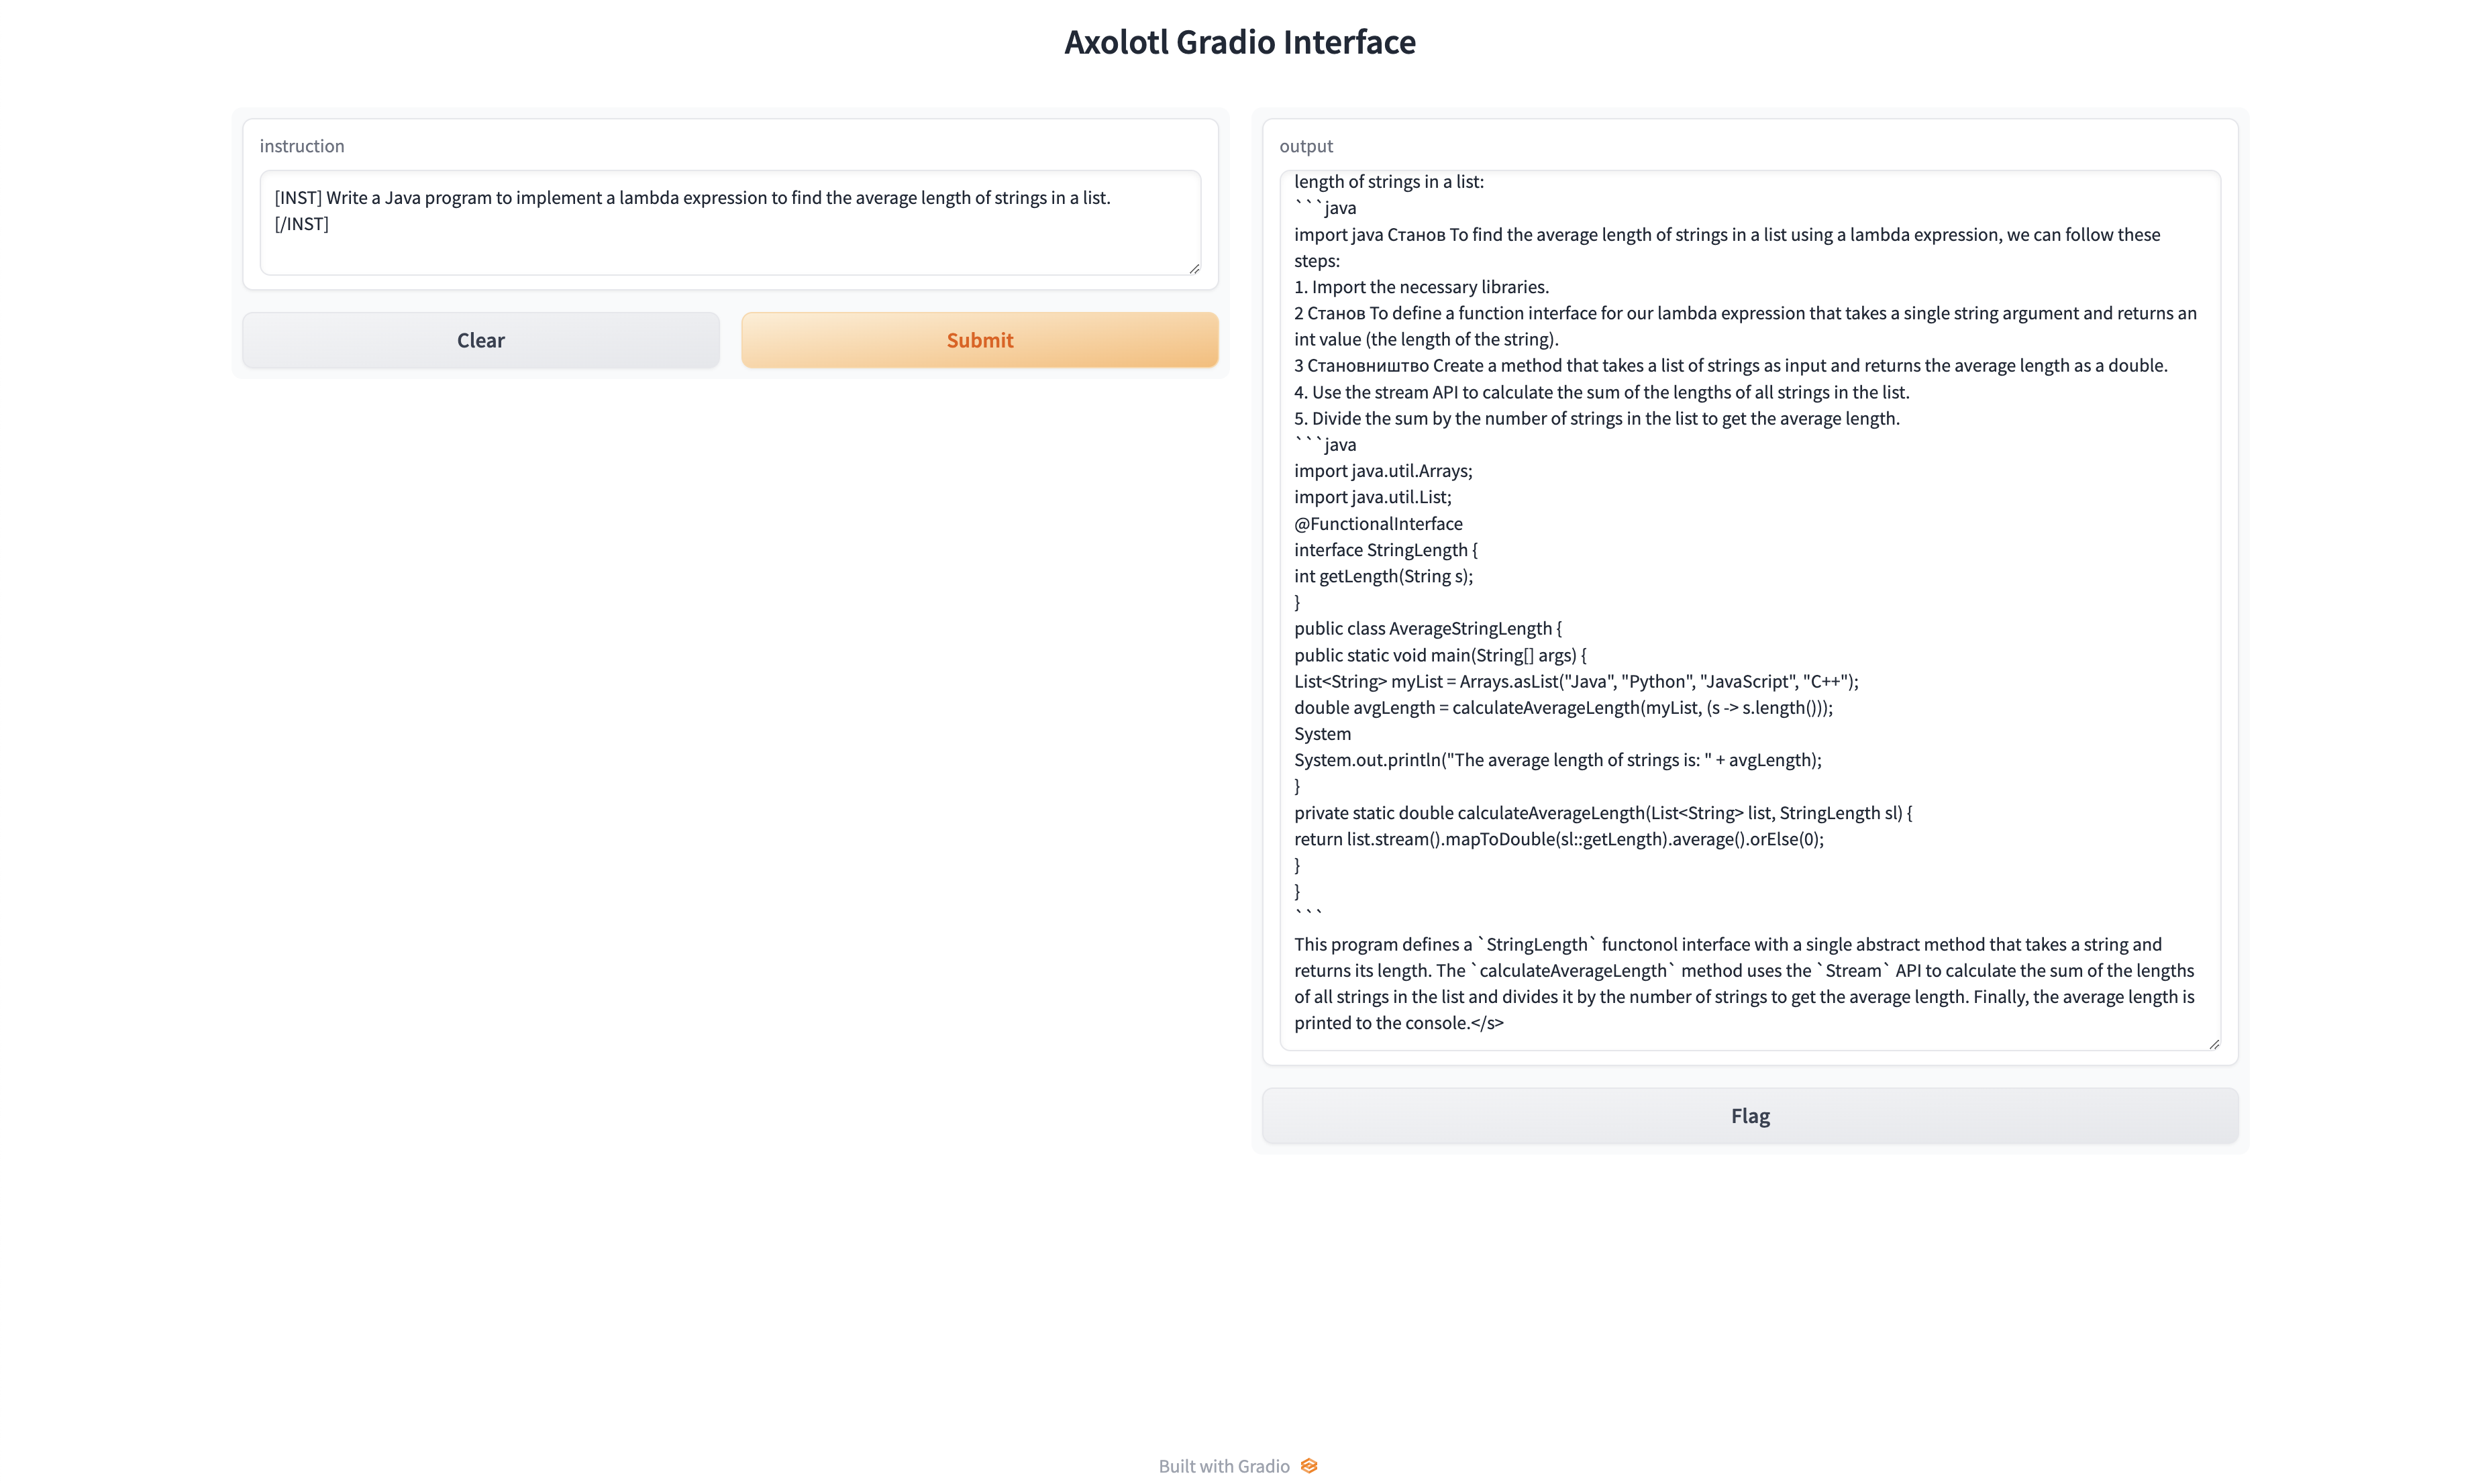 Axolotl Gradio Interface
instruction
[INST] Write a Java program to implement a lambda expression to find the average length of strings in a list.
[/INST]
Clear
Submit
output
length of strings in a list:
```java
import java Станов To find the average length of strings in a list using a lambda expression, we can follow these
steps:
1. Import the necessary libraries.
2 Станов To define a function interface for our lambda expression that takes a single string argument and returns an
int value (the length of the string).
3 Становништво Create a method that takes a list of strings as input and returns the average length as a double.
4. Use the stream API to calculate the sum of the lengths of all strings in the list.
5. Divide the sum by the number of strings in the list to get the average length.
```java
import java.util.Arrays;
import java.util.List;
@FunctionalInterface
interface StringLength {
int getLength(String s);
}
public class AverageStringLength {
public static void main(String[] args) {
List<String> myList = Arrays.asList("Java", "Python", "JavaScript", "C++");
double avgLength = calculateAverageLength(myList, (s -> s.length()));
System
System.out.println("The average length of strings is: " + avgLength);
}
private static double calculateAverageLength(List<String> list, StringLength sl) {
return list.stream().mapToDouble(sl::getLength).average().orElse(0);
}
}
```
This program defines a `StringLength` functonol interface with a single abstract method that takes a string and
returns its length. The `calculateAverageLength` method uses the `Stream` API to calculate the sum of the lengths
of all strings in the list and divides it by the number of strings to get the average length. Finally, the average length is
printed to the console.</s>
Flag
Built with Gradio